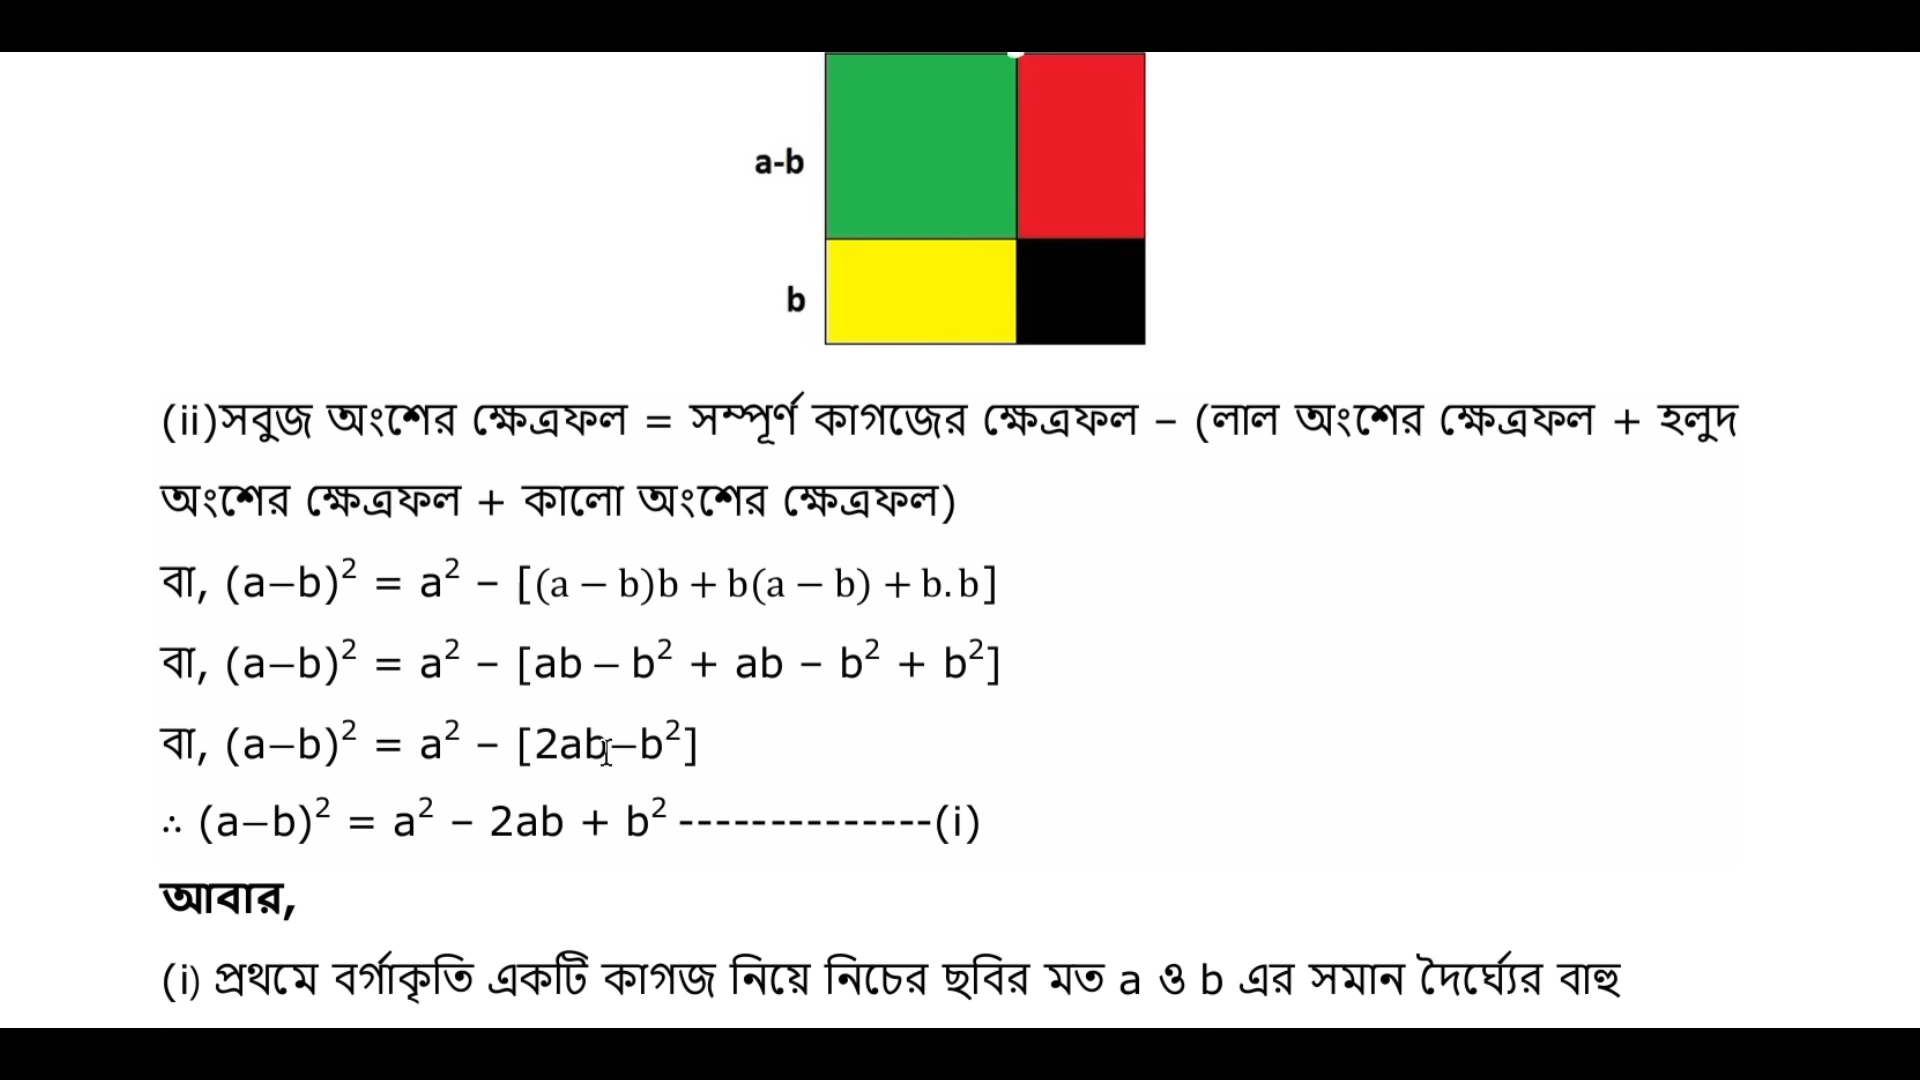 a-b
b
(ii)সবুজ অংশের ক্ষেত্রফল = সম্পূর্ণ কাগজের ক্ষেত্রফল – (লাল অংশের ক্ষেত্রফল + হলুদ
অংশের ক্ষেত্রফল + কালো অংশের ক্ষেত্রফল)
বা, (a−b)² = a² – [(a − b)b + b(a − b) + b.b]
বা, (a−b)² = a² – [ab − b² + ab – b² + b²]
বা, (a−b)² = a² – [2ab−b²]
∴ (a−b)² = a² – 2ab + b² --------------(i)
আবার,
(i) প্রথমে বর্গাকৃতি একটি কাগজ নিয়ে নিচের ছবির মত a ও b এর সমান দৈর্ঘ্যের বাহু